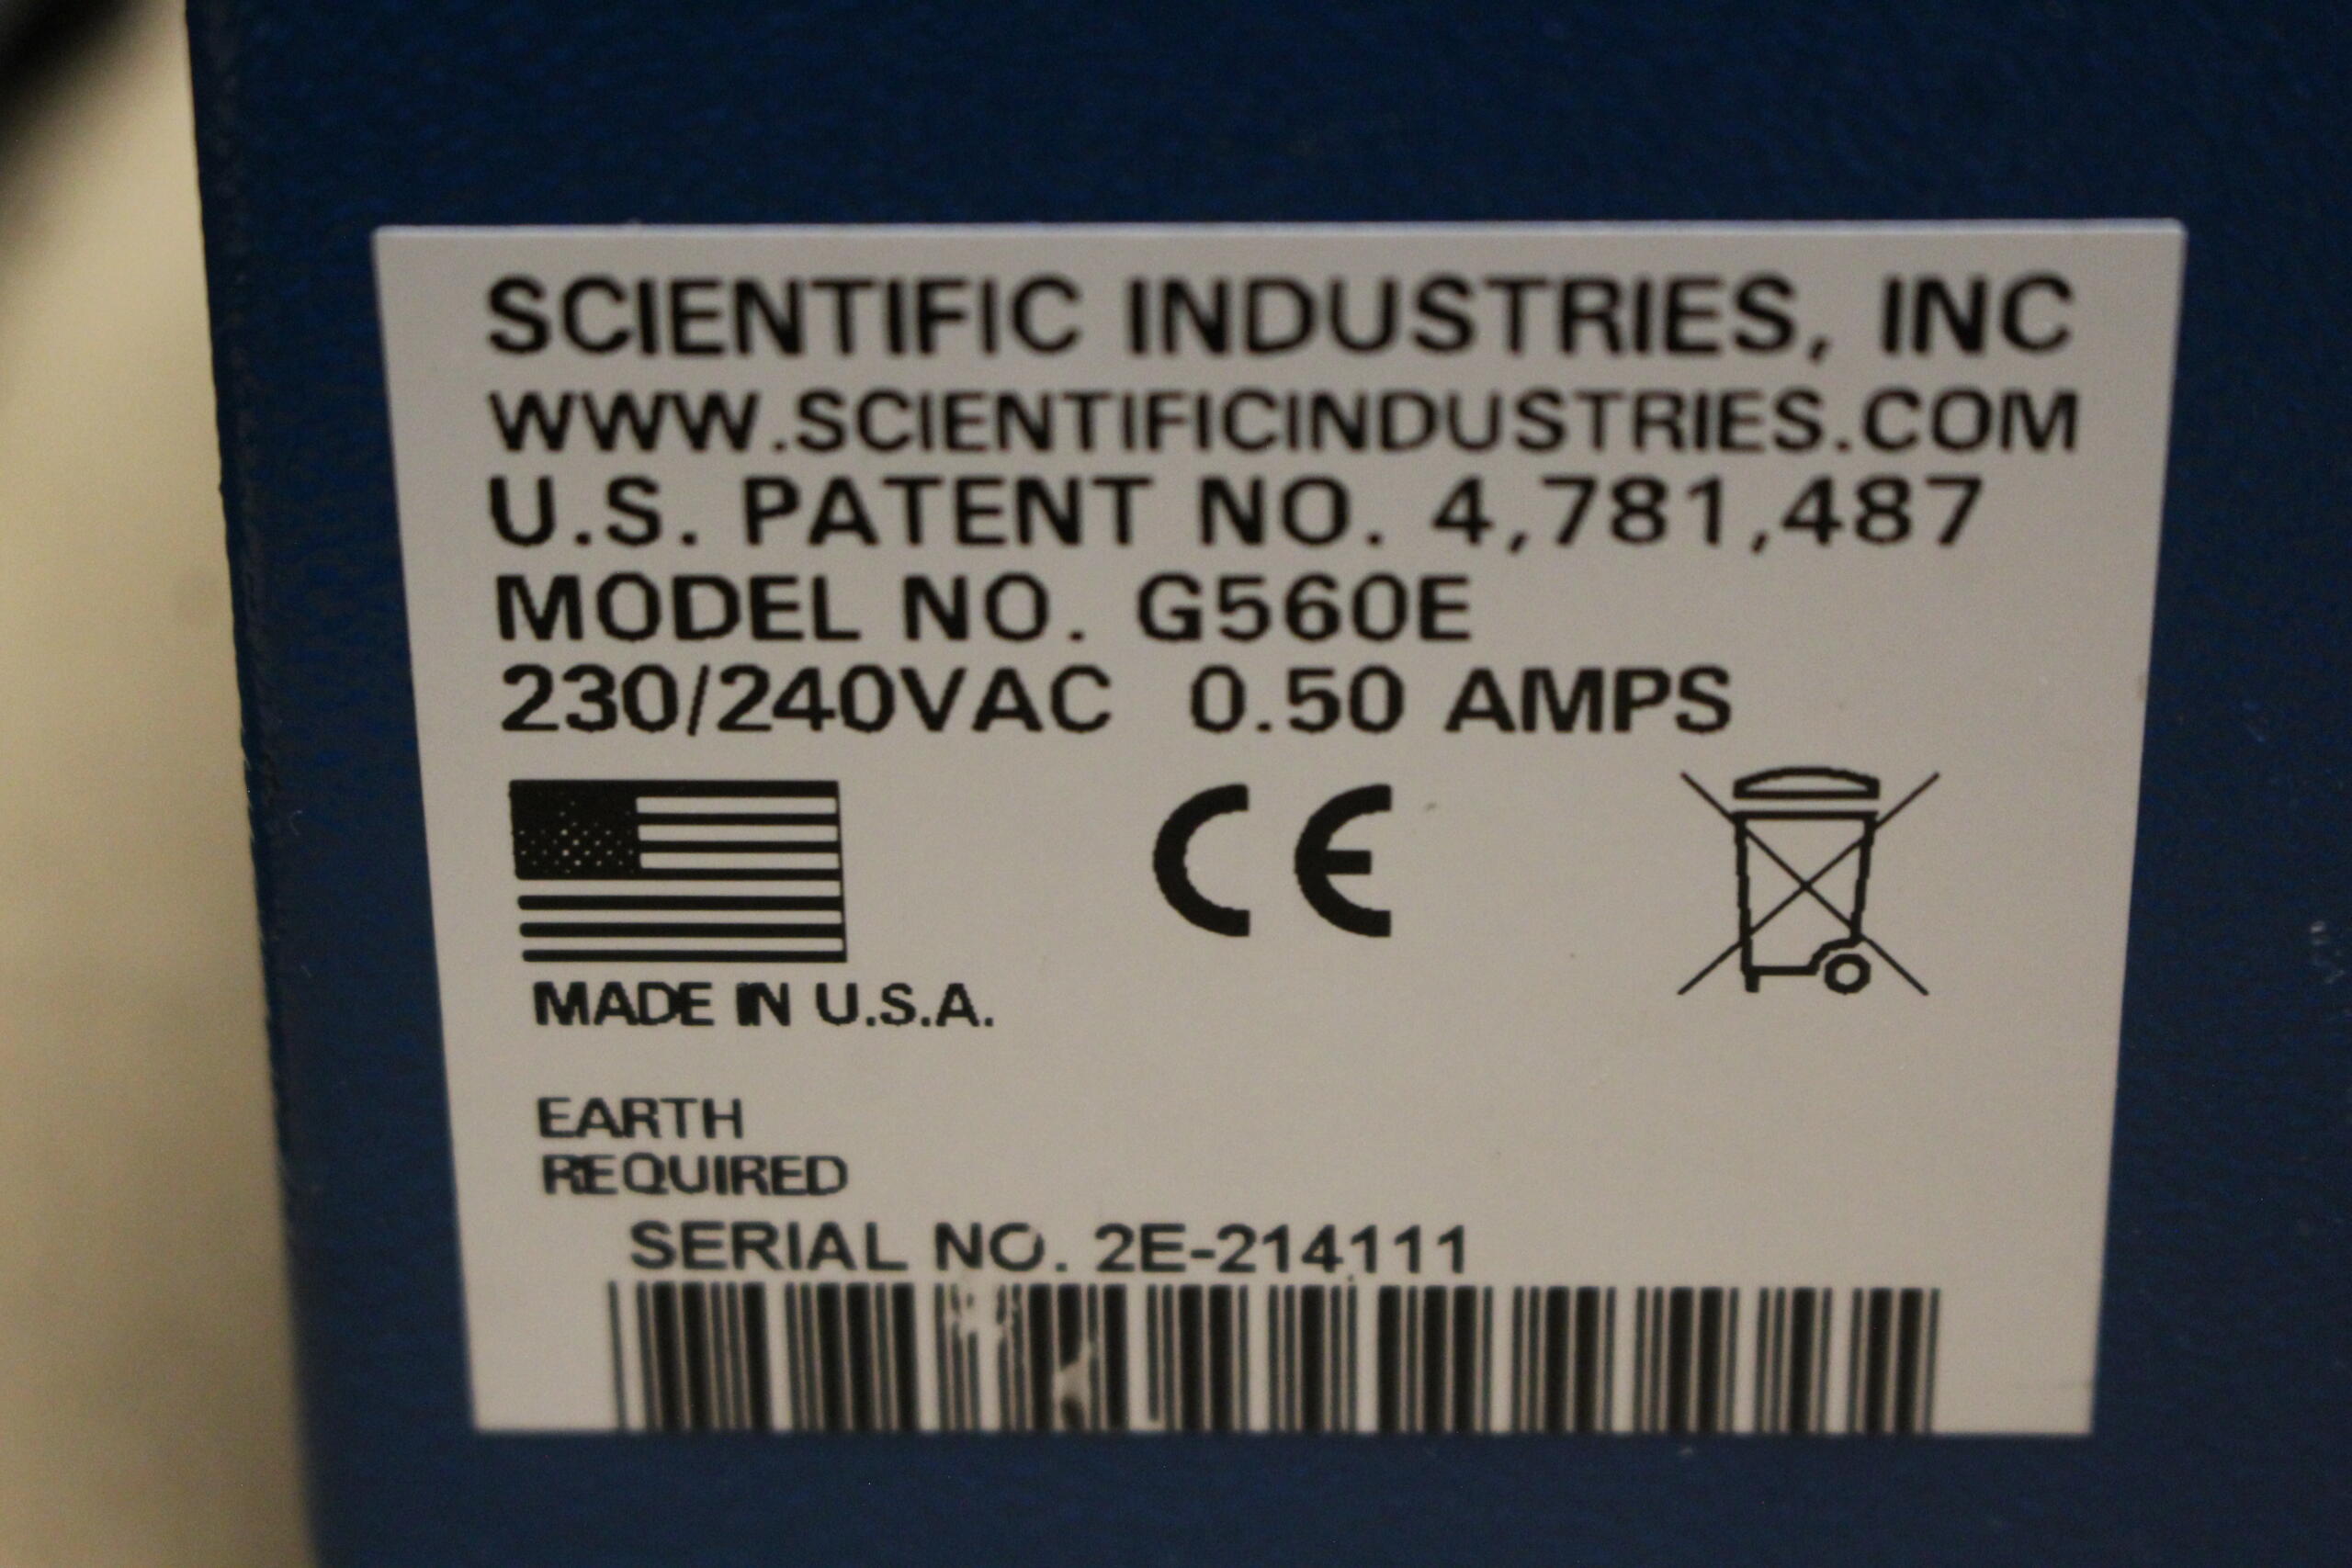 SCIENTIFIC INDUSTRIES, INC
WWW.SCIENTIFICINDUSTRIES.COM
U.S. PATENT NO. 4,781,487
MODEL NO. G560E
230/240VAC 0.50 AMPS
CE
MADE IN U.S.A.
EARTH
REQUIRED
SERIAL NO. 2E-214111